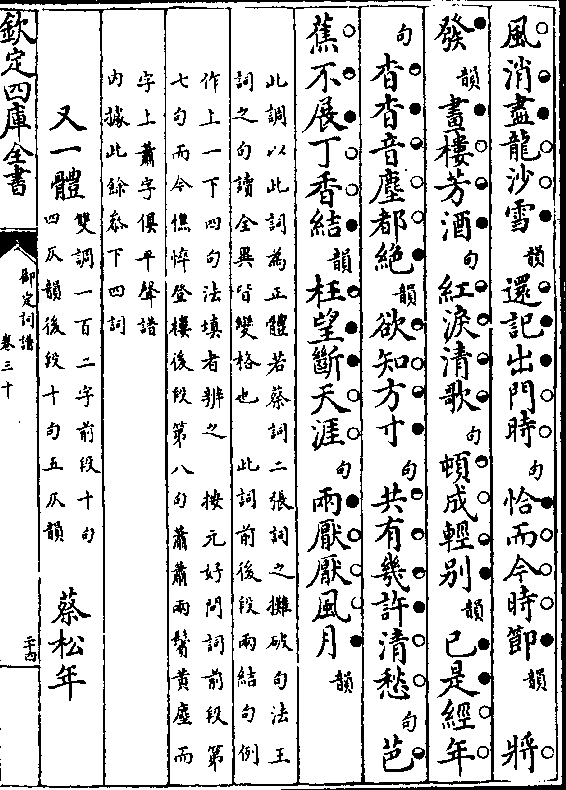 風消盡龍沙雪 韻 還記出門時 句 恰而今時節 韻 將
發 韻 畫樓芳酒 句 紅淚清歌 句 頓成輕别 韻 已是經年
句 杳杳音塵都絶 韻 欲知方寸 句 共有幾許清愁 句 芭
蕉不展丁香結 韻 枉望斷天涯 句 兩厭厭風月 韻
此調以此詞為正體若蔡詞二張詞之攤破句法王
詞之句讀全異皆變格也 此詞前後段兩結句例
作上一下四句法填者辨之 按元好問詞前段第
七句而今憔悴登樓後段第八句蕭蕭兩鬢黄塵而
字上蕭字俱平聲譜
内據此餘參下四詞
又一體 雙調一百二字前段十句
四仄韻後段十句五仄韻 蔡松年
欽定四庫全書
御定詞譜
卷三十
二十四